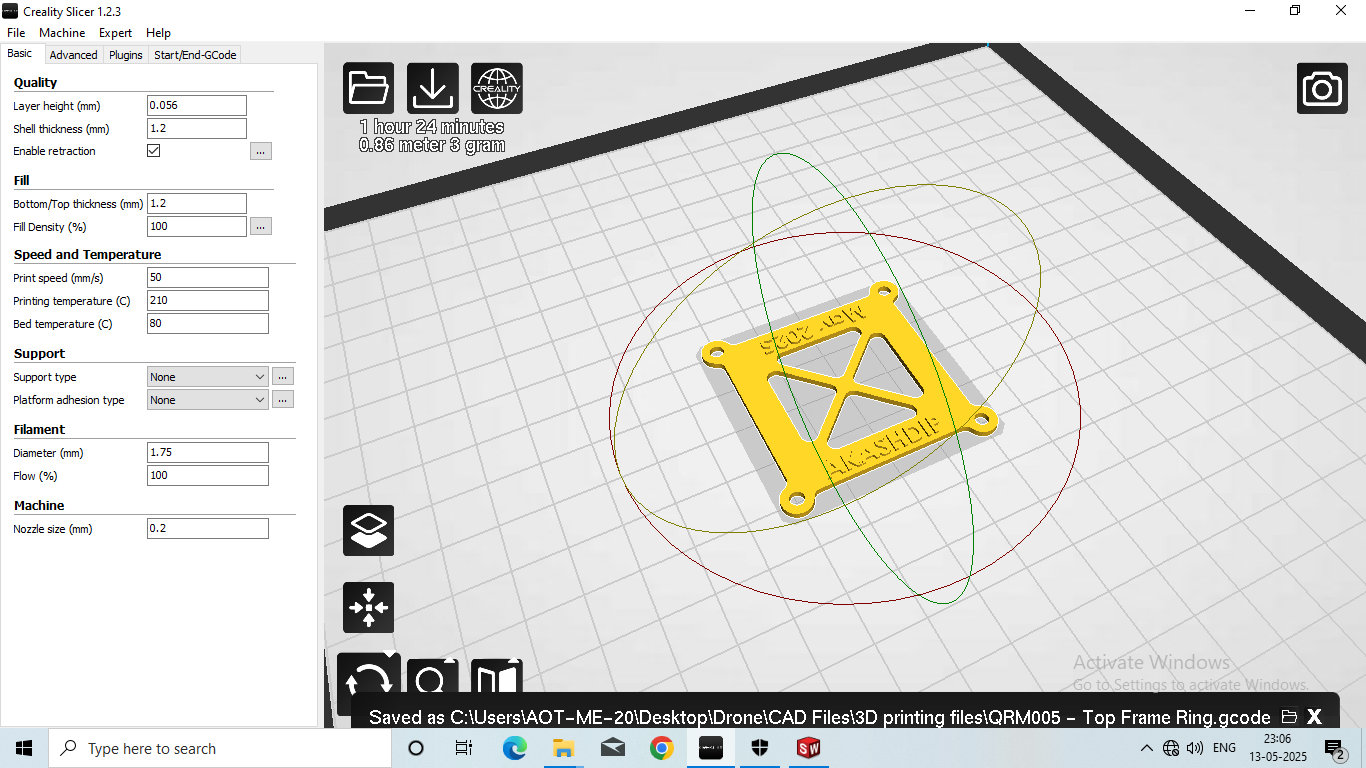 Creality Slicer 1.2.3
File Machine Expert Help
Basic Advanced Plugins Start/End-GCode
Quality
Layer height (mm) 0.056
Shell thickness (mm) 1.2
Enable retraction ...
Fill
Bottom/Top thickness (mm) 1.2
Fill Density (%) 100 ...
Speed and Temperature
Print speed (mm/s) 50
Printing temperature (C) 210
Bed temperature (C) 80
Support
Support type None ...
Platform adhesion type None ...
Filament
Diameter (mm) 1.75
Flow (%) 100
Machine
Nozzle size (mm) 0.2
CREALITY
1 hour 24 minutes
0.86 meter 3 gram
MAV 2025
AKASHDIP
Activate Windows
Go to Settings to activate Windows.
Saved as C:\Users\AOT-ME-20\Desktop\Drone\CAD Files\3D printing files\QRM005 - Top Frame Ring.gcode X
Type here to search
SW
ENG
23:06
13-05-2025
2